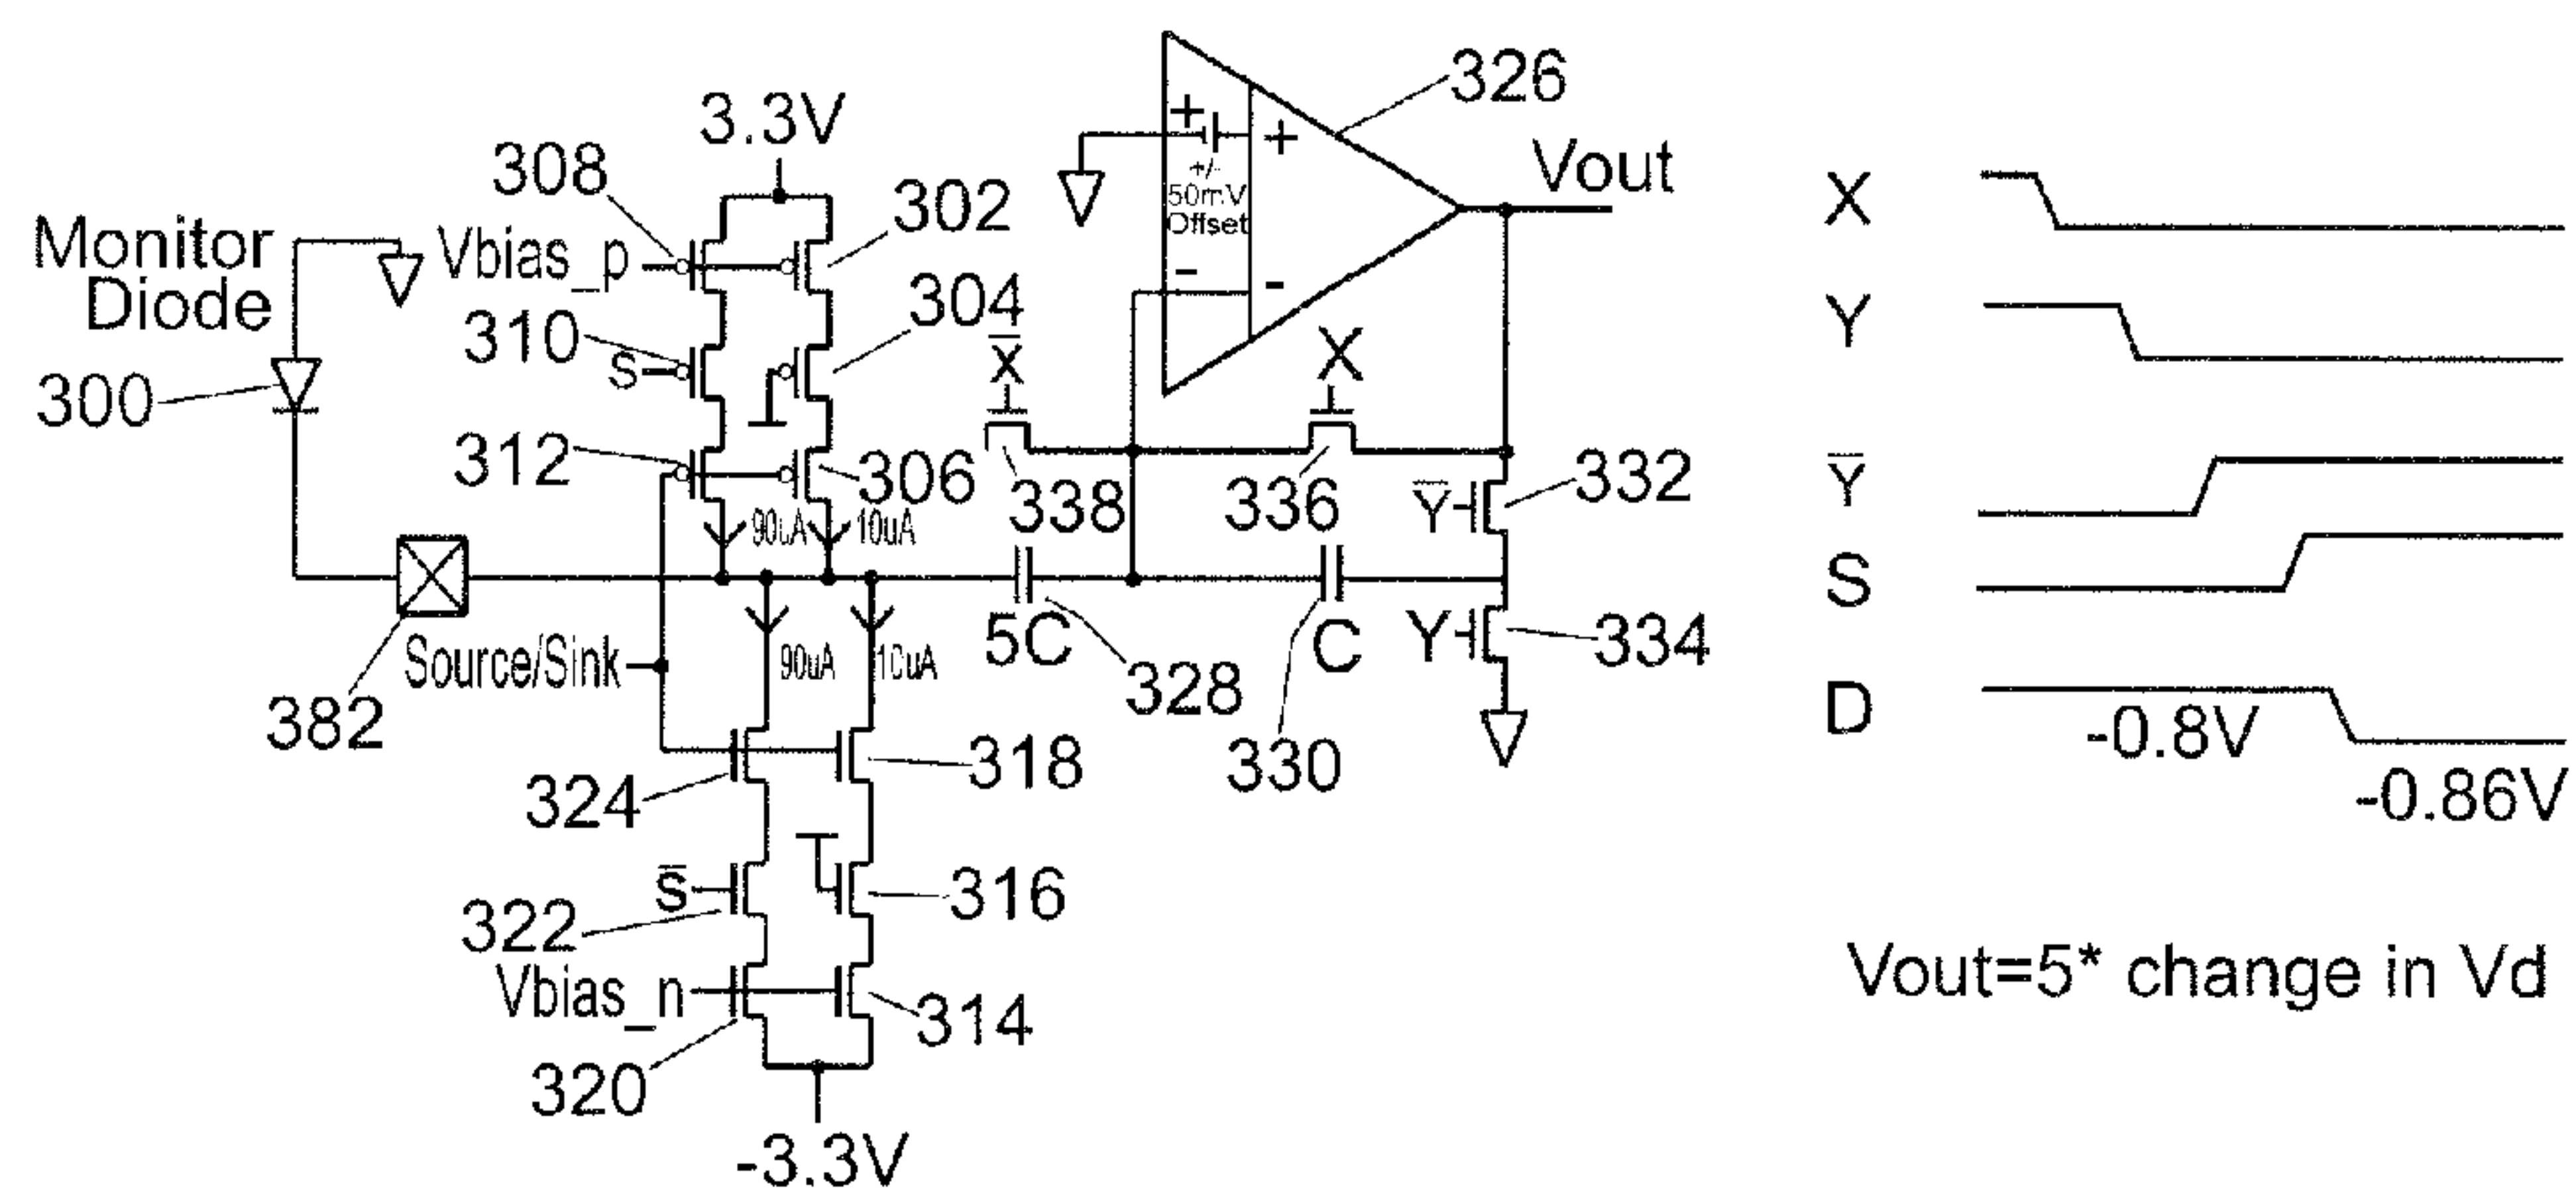 326
3.3V
Vout
308
302
+
+
+/-
50mV
Offset
-
-
Monitor
Diode
Vbias_p
304
310
S
X̅
X
300
312
306
90uA
10uA
338
336
Y̅
332
Source/Sink
90uA
10uA
5C
C
Y
334
382
328
330
324
318
S̅
316
322
Vbias_n
314
320
-3.3V
X
Y
Y̅
S
D
-0.8V
-0.86V
Vout=5* change in Vd